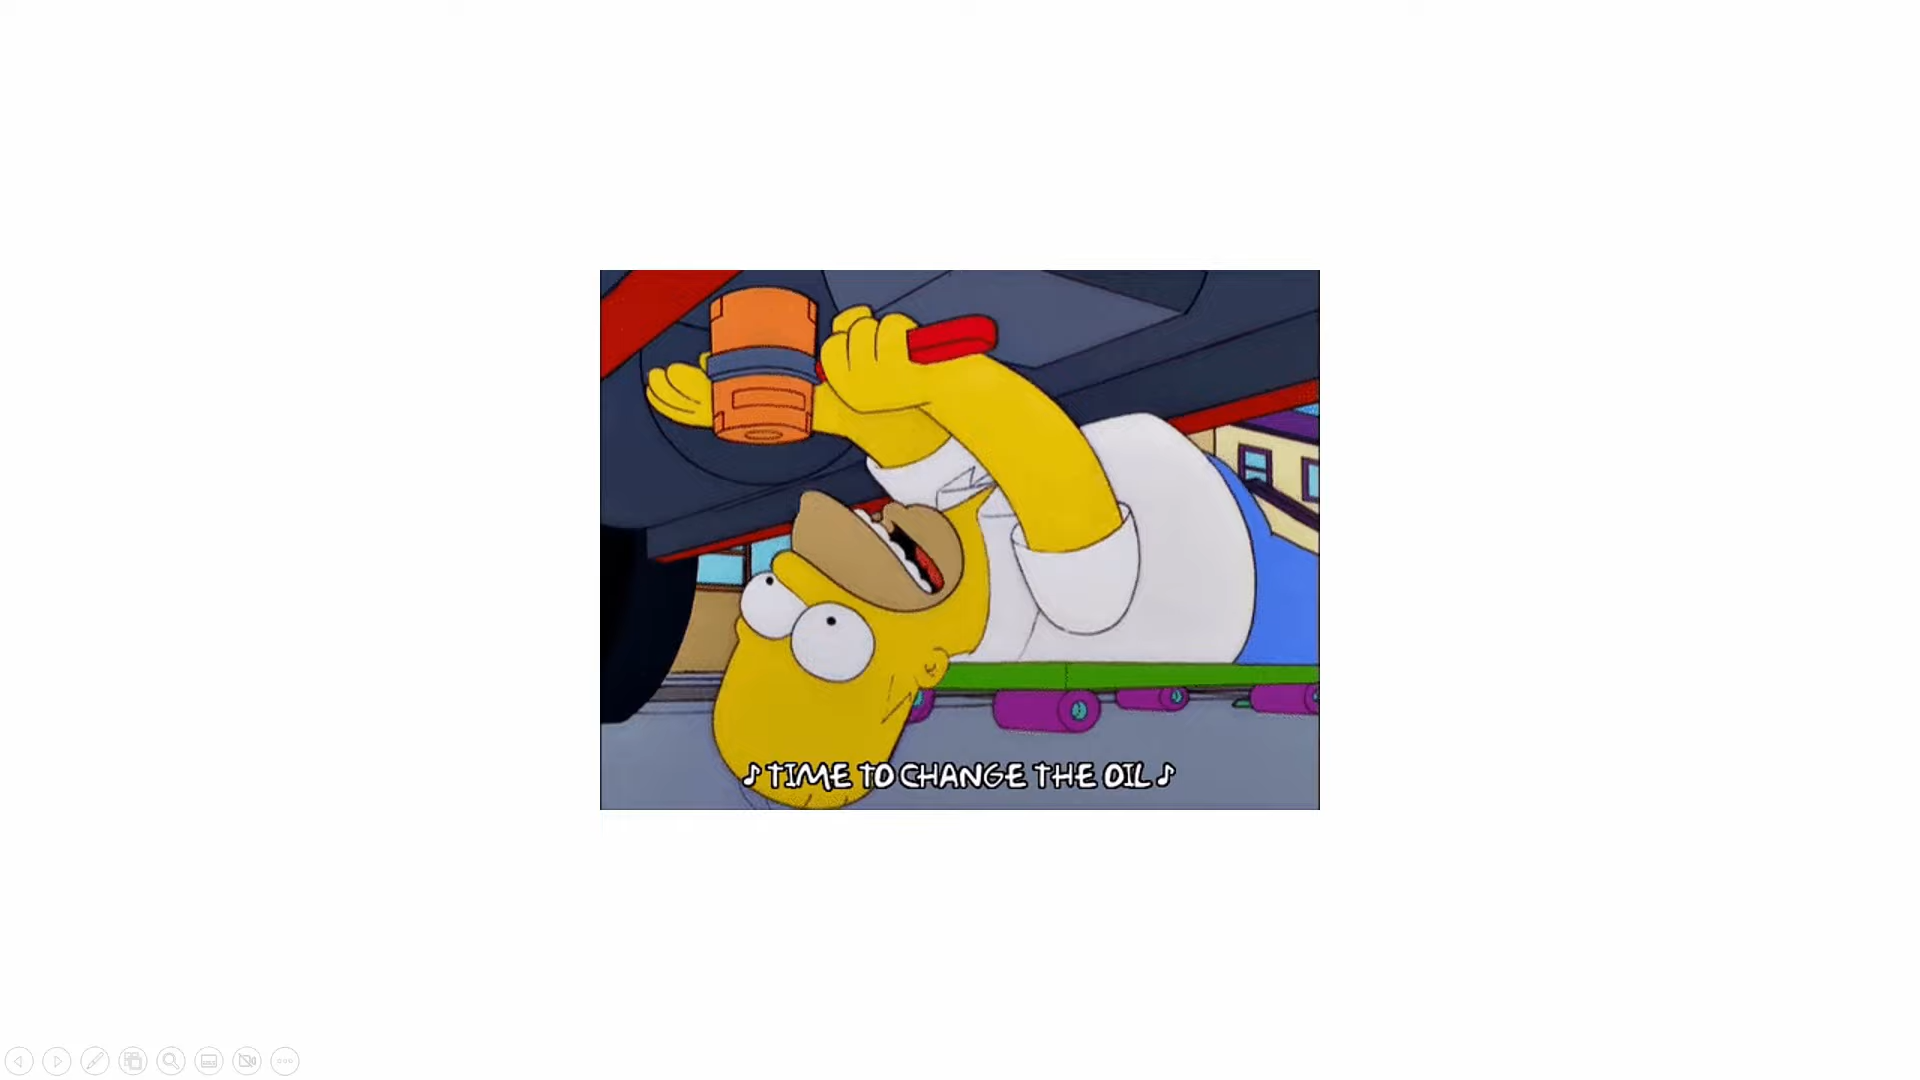 ♪ TIME TO CHANGE THE OIL ♪